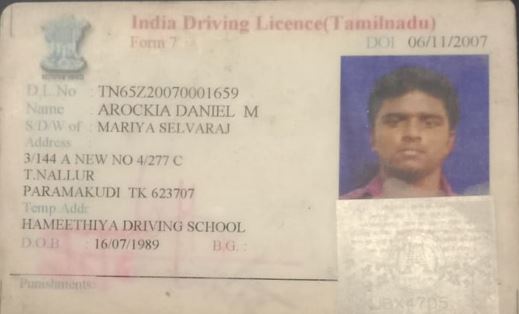 India Driving Licence(Tamilnadu)
Form 7 DOI 06/11/2007
D.L.No : TN65Z20070001659
Name : AROCKIA DANIEL M
S/D/W of : MARIYA SELVARAJ
Address :
3/144 A NEW NO 4/277 C
T.NALLUR
PARAMAKUDI TK 623707
Temp.Addr
HAMEETHIYA DRIVING SCHOOL
D.O.B : 16/07/1989 B.G. :
Punishments: